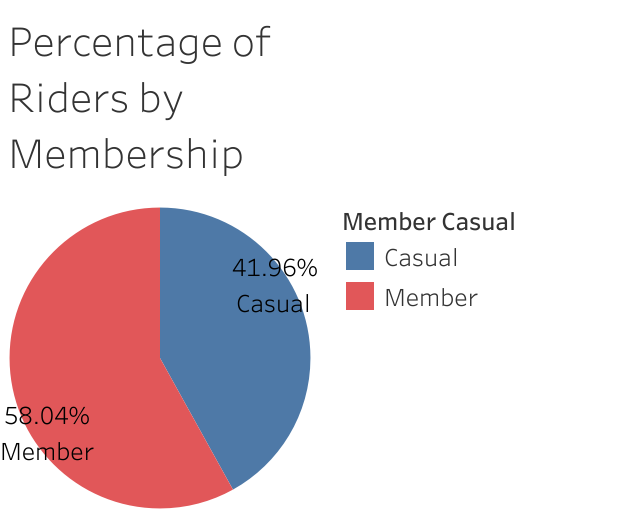 Percentage of
Riders by
Membership
Member Casual
Casual
Member
41.96%
Casual
58.04%
Member